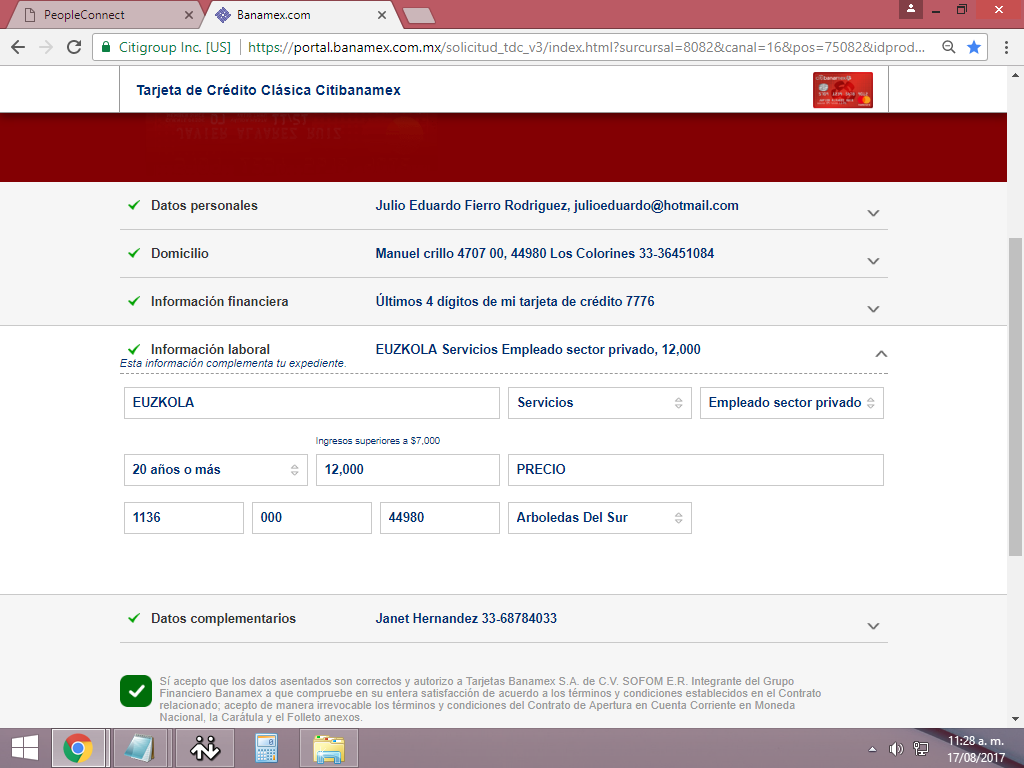 PeopleConnect
Banamex.com
Citigroup Inc. [US]
https://portal.banamex.com.mx/solicitud_tdc_v3/index.html?surcursal=8082&canal=16&pos=75082&idprod...
Tarjeta de Crédito Clásica Citibanamex
JAVIER ALVAREZ RUIZ
Datos personales
Julio Eduardo Fierro Rodriguez, julioeduardo@hotmail.com
Domicilio
Manuel crillo 4707 00, 44980 Los Colorines 33-36451084
Información financiera
Últimos 4 dígitos de mi tarjeta de crédito 7776
Información laboral
EUZKOLA Servicios Empleado sector privado, 12,000
Esta información complementa tu expediente.
EUZKOLA
Servicios
Empleado sector privado
Ingresos superiores a $7,000
20 años o más
12,000
PRECIO
1136
000
44980
Arboledas Del Sur
Datos complementarios
Janet Hernandez 33-68784033
Sí acepto que los datos asentados son correctos y autorizo a Tarjetas Banamex S.A. de C.V. SOFOM E.R. Integrante del Grupo
Financiero Banamex a que compruebe en su entera satisfacción de acuerdo a los términos y condiciones establecidos en el Contrato
relacionado; acepto de manera irrevocable los términos y condiciones del Contrato de Apertura en Cuenta Corriente en Moneda
Nacional, la Carátula y el Folleto anexos.
11:28 a. m.
17/08/2017